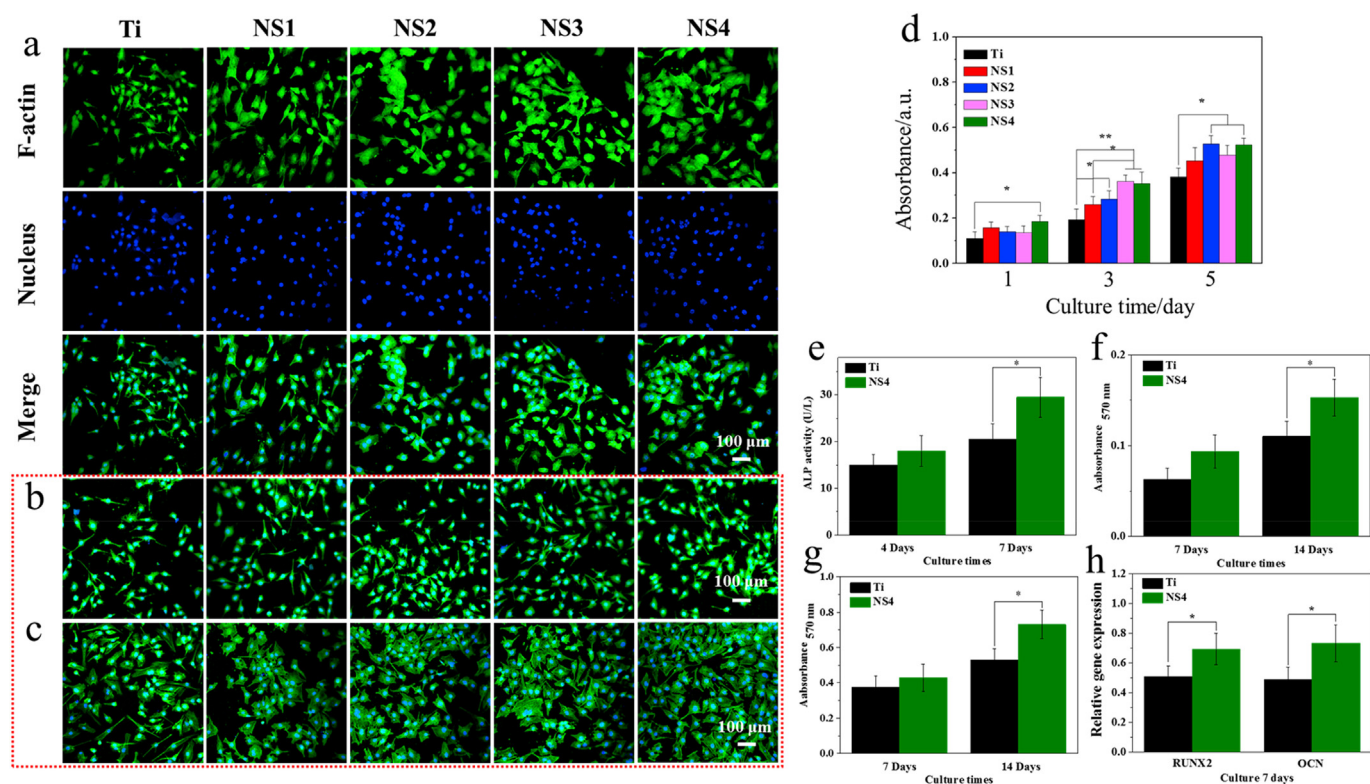 a
Ti
NS1
NS2
NS3
NS4
F-actin
Nucleus
Merge
100 µm
b
100 µm
c
100 µm
d
Ti
NS1
NS2
NS3
NS4
1.0
0.8
0.6
0.4
0.2
0.0
Absorbance/a.u.
*
*
**
*
*
1
3
5
Culture time/day
e
Ti
NS4
*
30
20
10
0
ALP activity (U/L)
4 Days
7 Days
Culture times
f
Ti
NS4
*
0.2
0.1
0.0
Aabsorbance 570 nm
7 Days
14 Days
Culture times
g
Ti
NS4
*
1.0
0.8
0.6
0.4
0.2
0.0
Aabsorbance 570 nm
7 Days
14 Days
Culture times
h
Ti
NS4
*
*
1.2
1.0
0.8
0.6
0.4
0.2
0.0
Relative gene expression
RUNX2
OCN
Culture 7 days